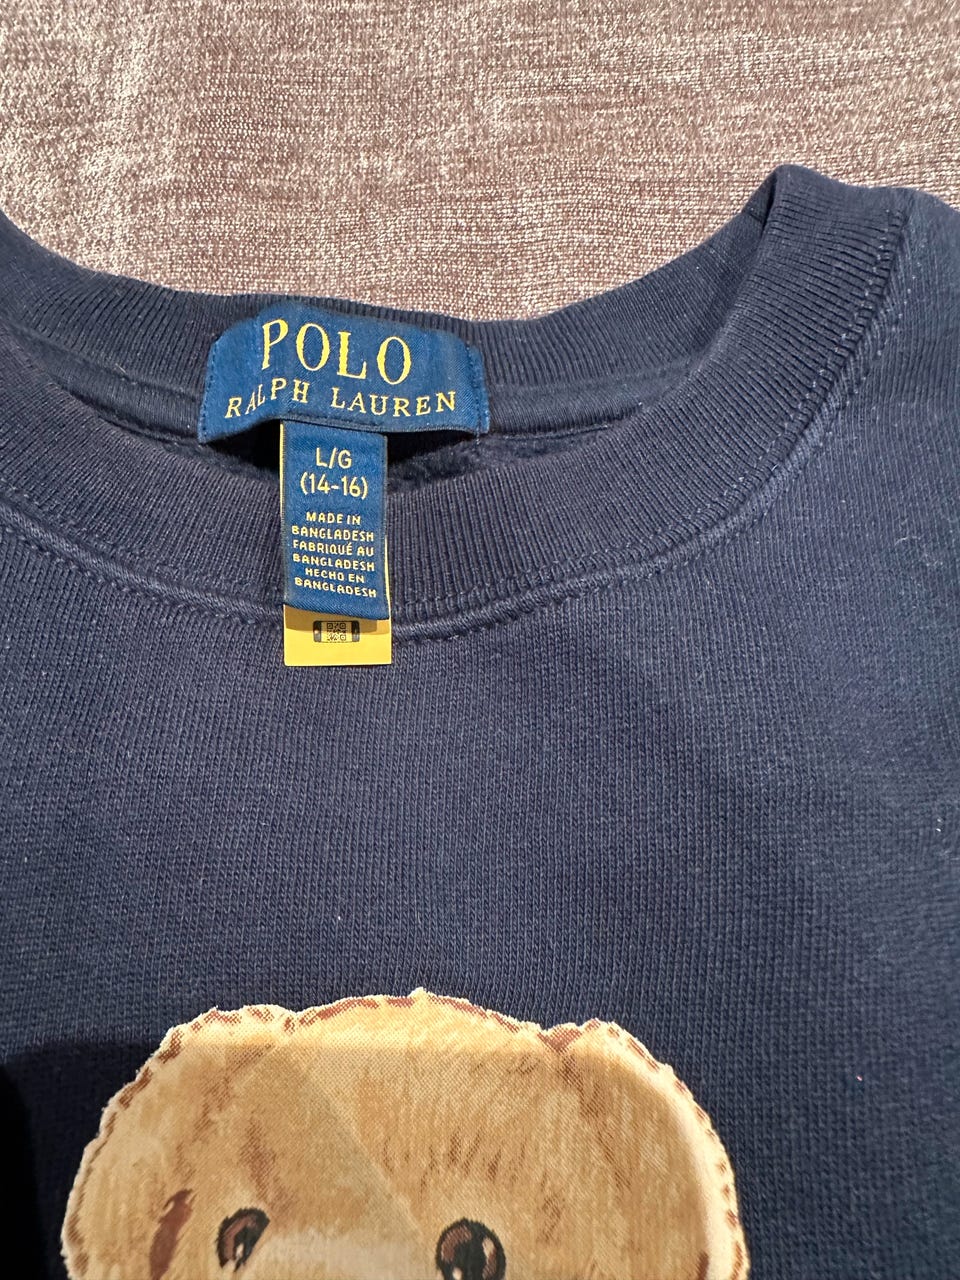 POLO
RALPH LAUREN
L/G
(14-16)
MADE IN
BANGLADESH
FABRIQUÉ AU
BANGLADESH
HECHO EN
BANGLADESH